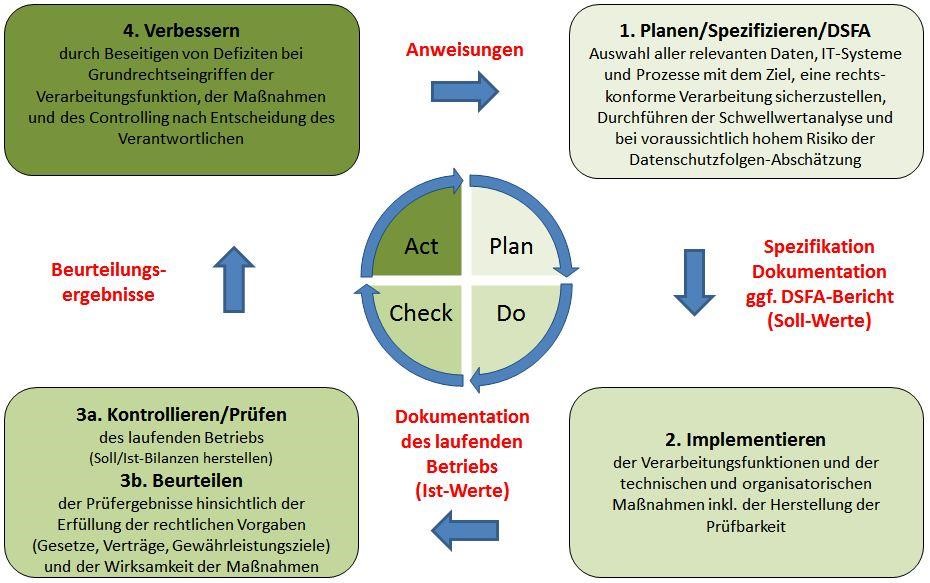 4. Verbessern
durch Beseitigen von Defiziten bei
Grundrechtseingriffen der
Verarbeitungsfunktion, der Maßnahmen
und des Controlling nach Entscheidung des
Verantwortlichen
Anweisungen
1. Planen/Spezifizieren/DSFA
Auswahl aller relevanten Daten, IT-Systeme
und Prozesse mit dem Ziel, eine rechts-
konforme Verarbeitung sicherzustellen,
Durchführen der Schwellwertanalyse und
bei voraussichtlich hohem Risiko der
Datenschutzfolgen-Abschätzung
Act
Plan
Check
Do
Beurteilungs-
ergebnisse
Spezifikation
Dokumentation
ggf. DSFA-Bericht
(Soll-Werte)
3a. Kontrollieren/Prüfen
des laufenden Betriebs
(Soll/Ist-Bilanzen herstellen)
3b. Beurteilen
der Prüfergebnisse hinsichtlich der
Erfüllung der rechtlichen Vorgaben
(Gesetze, Verträge, Gewährleistungsziele)
und der Wirksamkeit der Maßnahmen
Dokumentation
des laufenden
Betriebs
(Ist-Werte)
2. Implementieren
der Verarbeitungsfunktionen und der
technischen und organisatorischen
Maßnahmen inkl. der Herstellung der
Prüfbarkeit